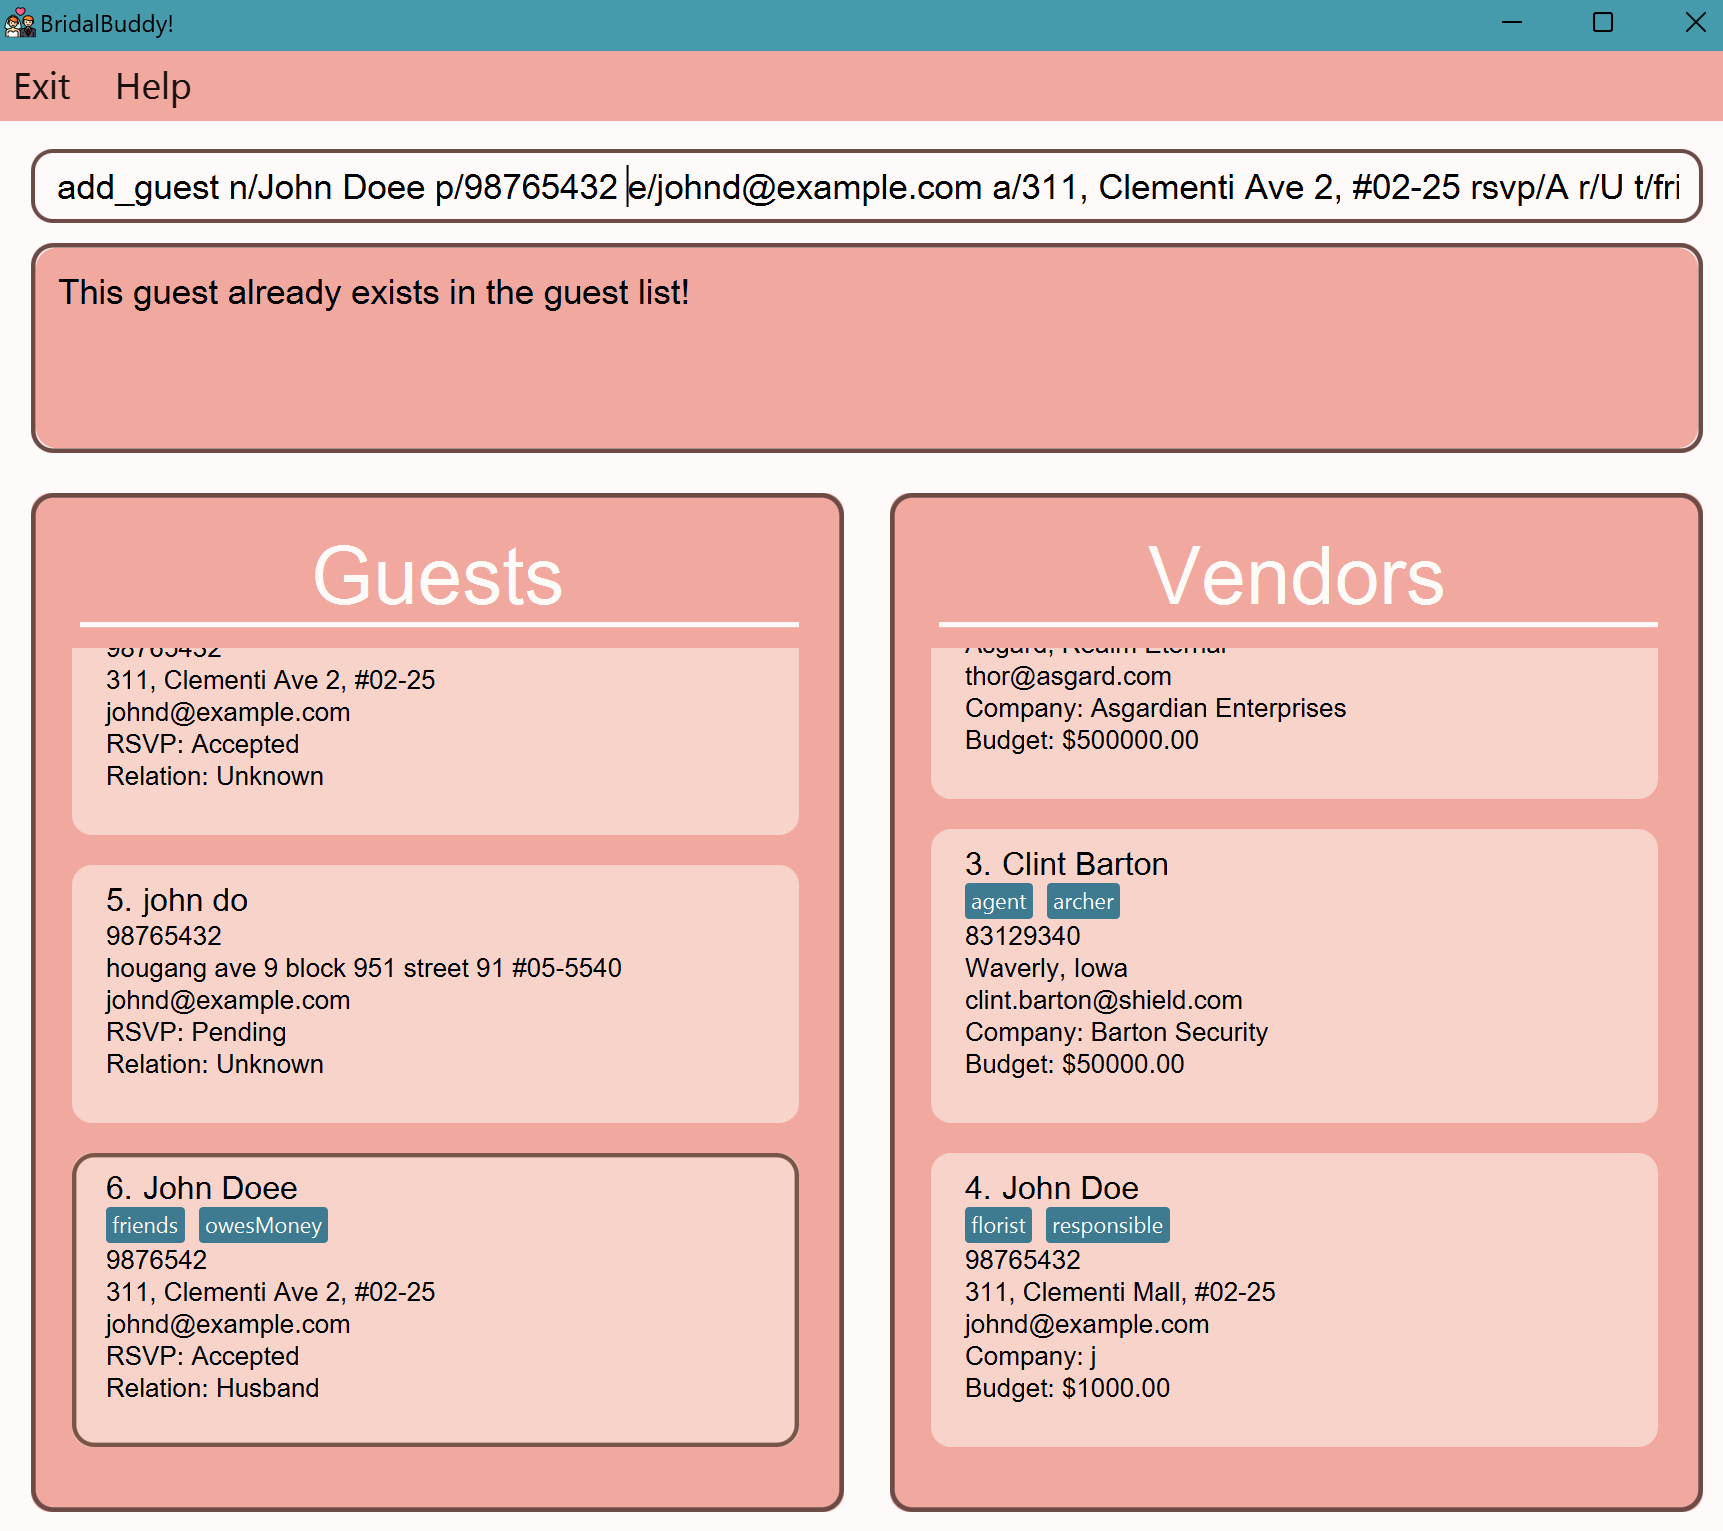 BridalBuddy!
Exit Help
add_guest n/John Doee p/98765432 e/johnd@example.com a/311, Clementi Ave 2, #02-25 rsvp/A r/U t/fri
This guest already exists in the guest list!
Guests
98765432
311, Clementi Ave 2, #02-25
johnd@example.com
RSVP: Accepted
Relation: Unknown
5. john do
98765432
hougang ave 9 block 951 street 91 #05-5540
johnd@example.com
RSVP: Pending
Relation: Unknown
6. John Doee
friends owesMoney
9876542
311, Clementi Ave 2, #02-25
johnd@example.com
RSVP: Accepted
Relation: Husband
Vendors
Asgard, Realm Eternal
thor@asgard.com
Company: Asgardian Enterprises
Budget: $500000.00
3. Clint Barton
agent archer
83129340
Waverly, Iowa
clint.barton@shield.com
Company: Barton Security
Budget: $50000.00
4. John Doe
florist responsible
98765432
311, Clementi Mall, #02-25
johnd@example.com
Company: j
Budget: $1000.00